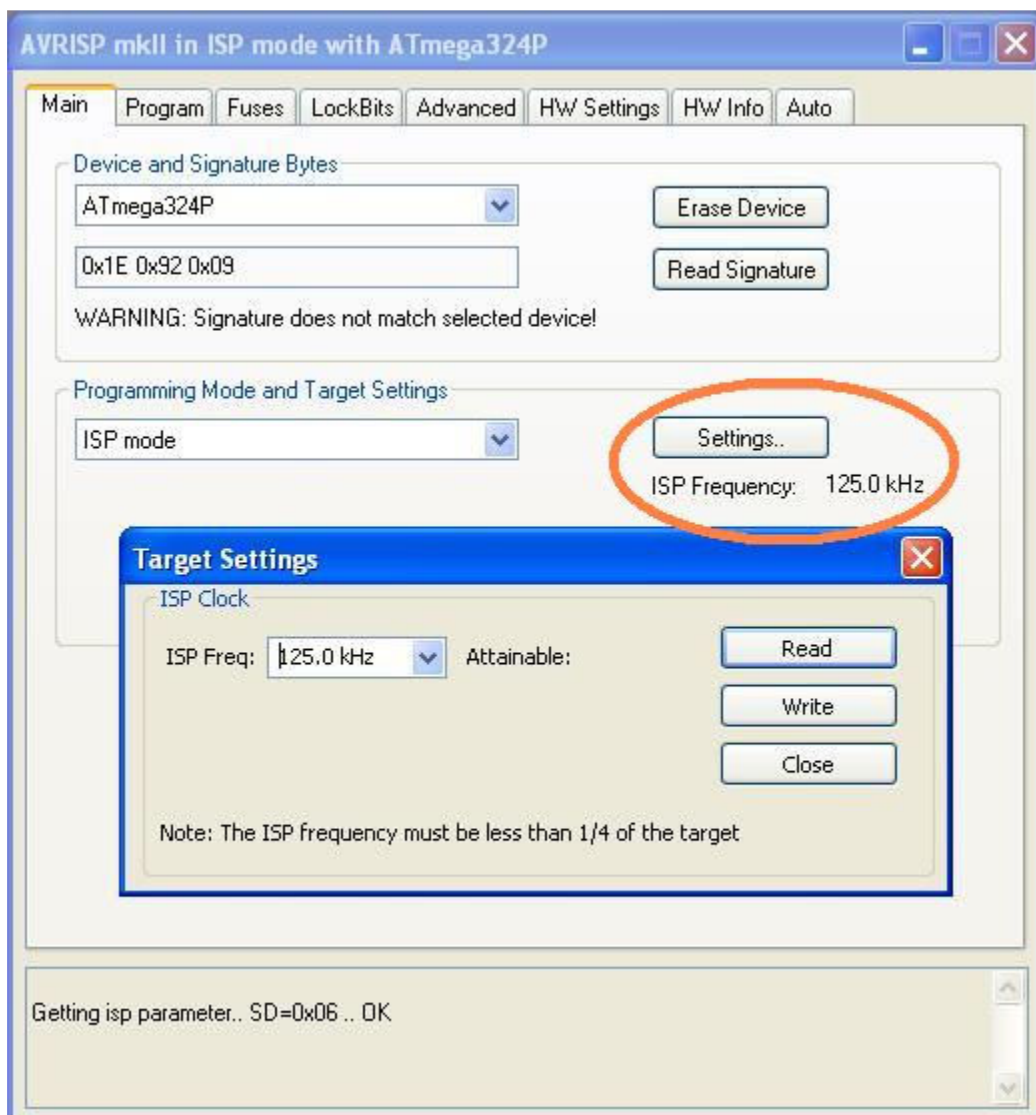 AVRISP mkII in ISP mode with ATmega324P
Main Program Fuses LockBits Advanced HW Settings HW Info Auto
Device and Signature Bytes
ATmega324P Erase Device
0x1E 0x92 0x09 Read Signature
WARNING: Signature does not match selected device!
Programming Mode and Target Settings
ISP mode Settings..
ISP Frequency: 125.0 kHz
Target Settings
ISP Clock
ISP Freq: 125.0 kHz Attainable: Read
Write
Close
Note: The ISP frequency must be less than 1/4 of the target
Getting isp parameter.. SD=0x06 .. OK